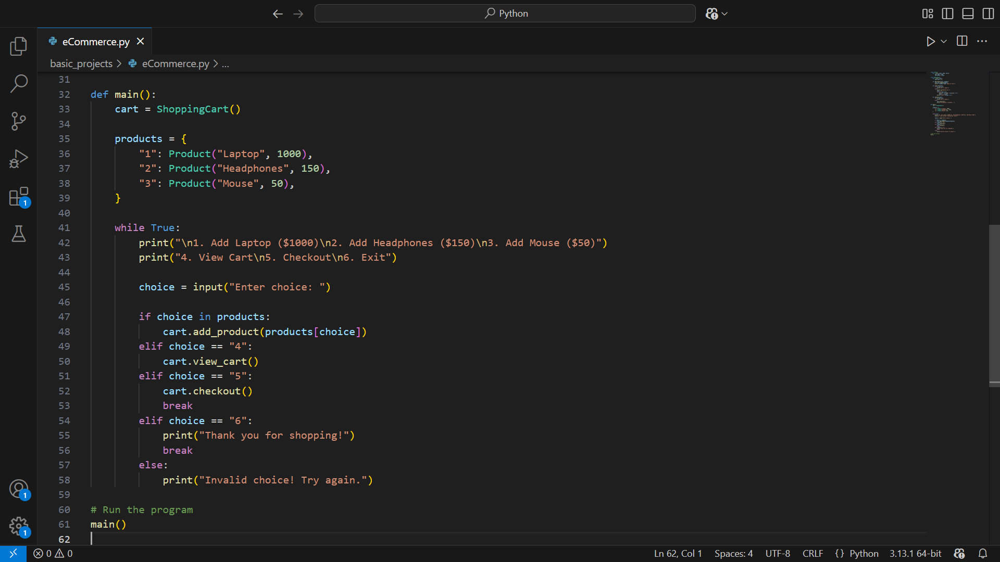 Python
eCommerce.py
basic_projects > eCommerce.py > ...
31
32 def main():
33     cart = ShoppingCart()
34
35     products = {
36         "1": Product("Laptop", 1000),
37         "2": Product("Headphones", 150),
38         "3": Product("Mouse", 50),
39     }
40
41     while True:
42         print("\n1. Add Laptop ($1000)\n2. Add Headphones ($150)\n3. Add Mouse ($50)")
43         print("4. View Cart\n5. Checkout\n6. Exit")
44
45         choice = input("Enter choice: ")
46
47         if choice in products:
48             cart.add_product(products[choice])
49         elif choice == "4":
50             cart.view_cart()
51         elif choice == "5":
52             cart.checkout()
53             break
54         elif choice == "6":
55             print("Thank you for shopping!")
56             break
57         else:
58             print("Invalid choice! Try again.")
59
60 # Run the program
61 main()
62
1
1
1
0 0 Ln 62, Col 1 Spaces: 4 UTF-8 CRLF {} Python 3.13.1 64-bit